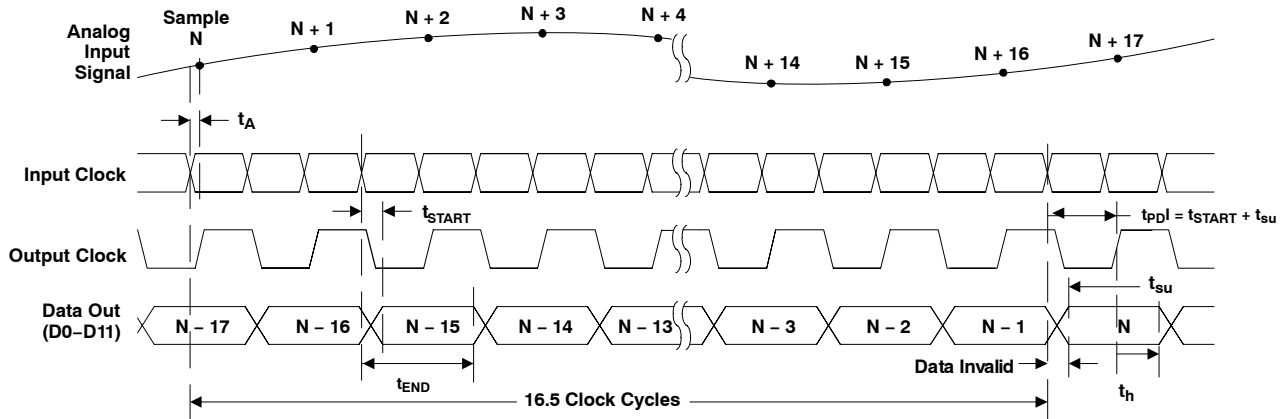 Sample
N
N + 1
N + 2
N + 3
N + 4
N + 14
N + 15
N + 16
N + 17
Analog
Input
Signal
tA
Input Clock
tSTART
tPDI = tSTART + tsu
Output Clock
tsu
Data Out
(D0–D11)
N – 17
N – 16
N – 15
N – 14
N – 13
N – 3
N – 2
N – 1
N
Data Invalid
tEND
th
16.5 Clock Cycles